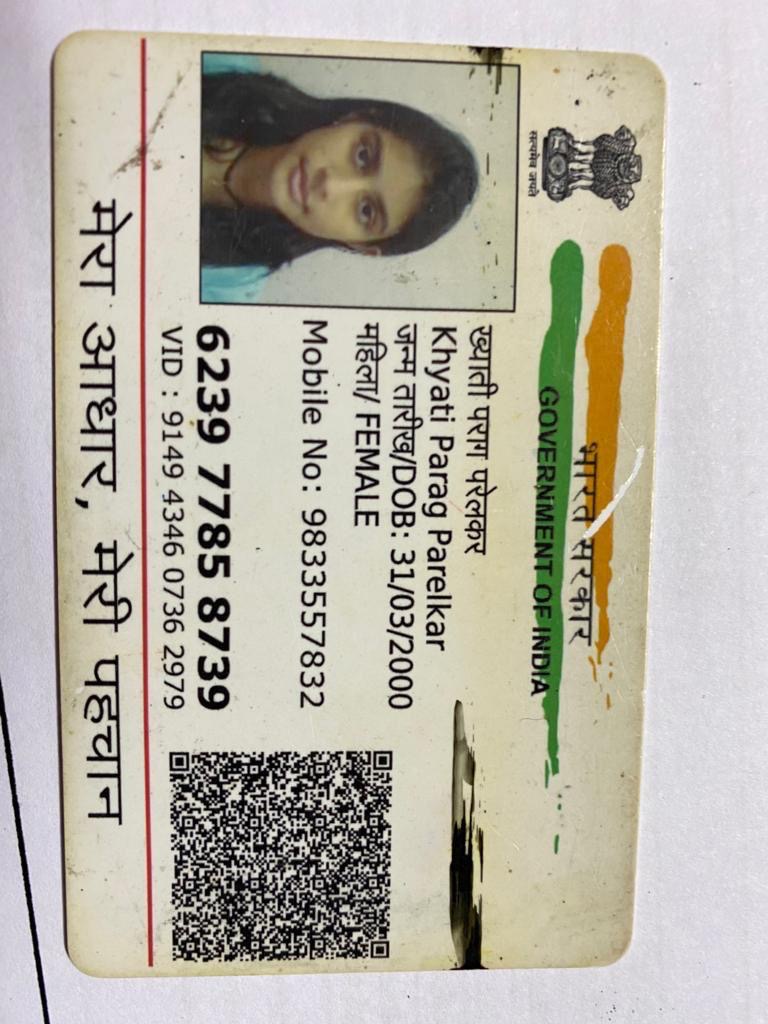 सत्यमेव जयते
भारत सरकार
GOVERNMENT OF INDIA
ख्याती पराग परेलकर
Khyati Parag Parelkar
जन्म तारीख/DOB: 31/03/2000
महिला/ FEMALE
Mobile No: 9833557832
6239 7785 8739
VID : 9149 4346 0736 2979
मेरा आधार, मेरी पहचान